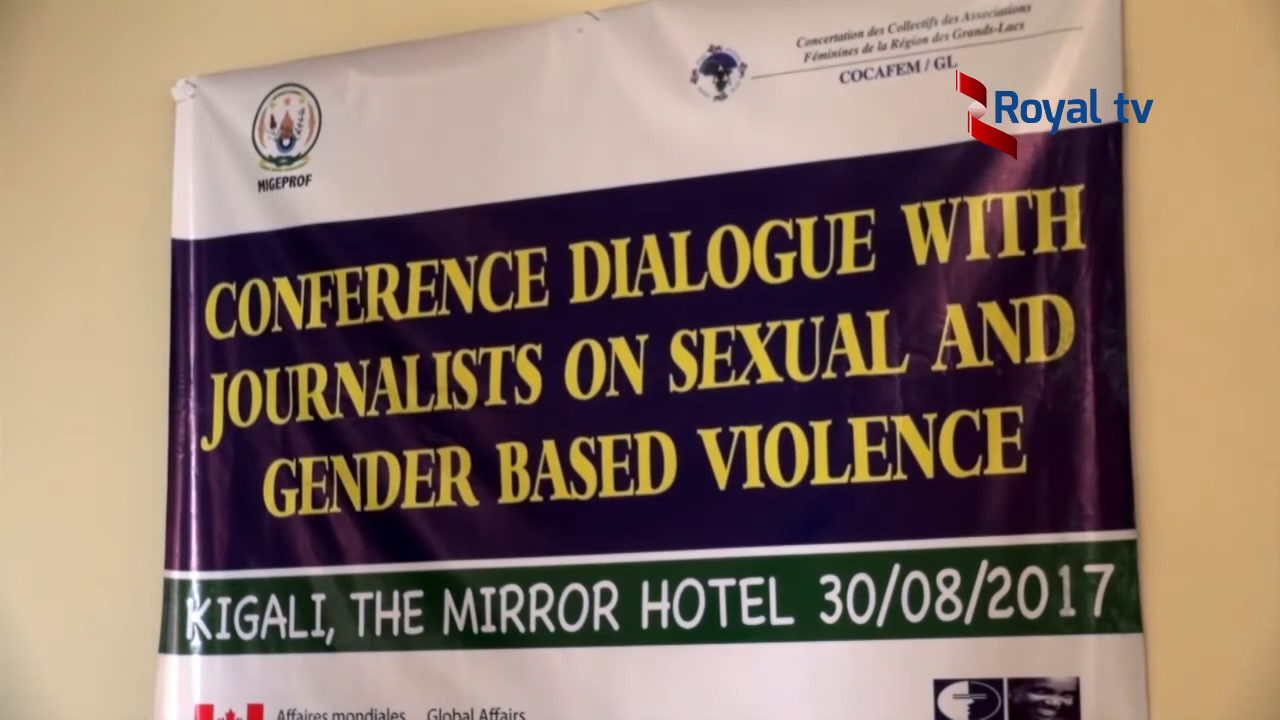 Concertation des Collectifs des Associations
Féminines de la Région des Grands-Lacs
COCAFEM / GL
Royal tv
MIGEPROF
CONFERENCE DIALOGUE WITH
JOURNALISTS ON SEXUAL AND
GENDER BASED VIOLENCE
KIGALI, THE MIRROR HOTEL 30/08/2017
Affaires mondiales Global Affairs